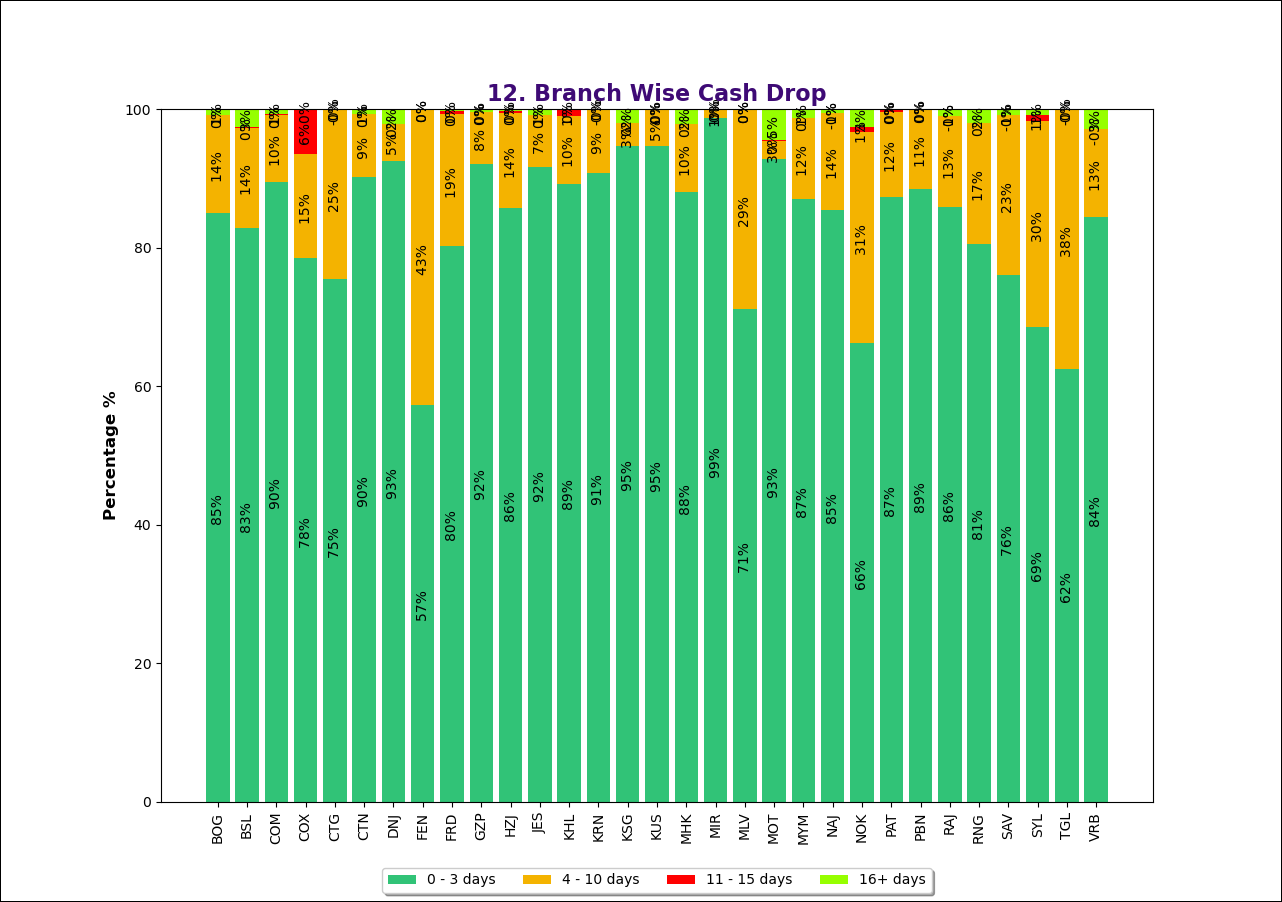 12. Branch Wise Cash Drop
Percentage %
100
80
60
40
20
0
14% 14% 10% 6% 0% 15% 25% 9% 5% 43% 19% 8% 14% 7% 10% 9% 3% 5% 10% 29% 12% 14% 31% 12% 11% 13% 17% 23% 30% 38% 13%
85% 83% 90% 78% 75% 90% 93% 57% 80% 92% 86% 92% 89% 91% 95% 95% 88% 99% 71% 93% 87% 85% 66% 87% 89% 86% 81% 76% 69% 62% 84%
BOG BSL COM COX CTG CTN DNJ FEN FRD GZP HZJ JES KHL KRN KSG KUS MHK MIR MLV MOT MYM NAJ NOK PAT PBN RAJ RNG SAV SYL TGL VRB
0 - 3 days 4 - 10 days 11 - 15 days 16+ days